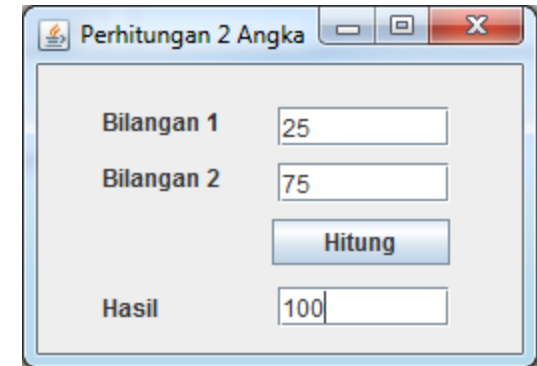 Perhitungan 2 Angka
Bilangan 1 25
Bilangan 2 75
Hitung
Hasil 100